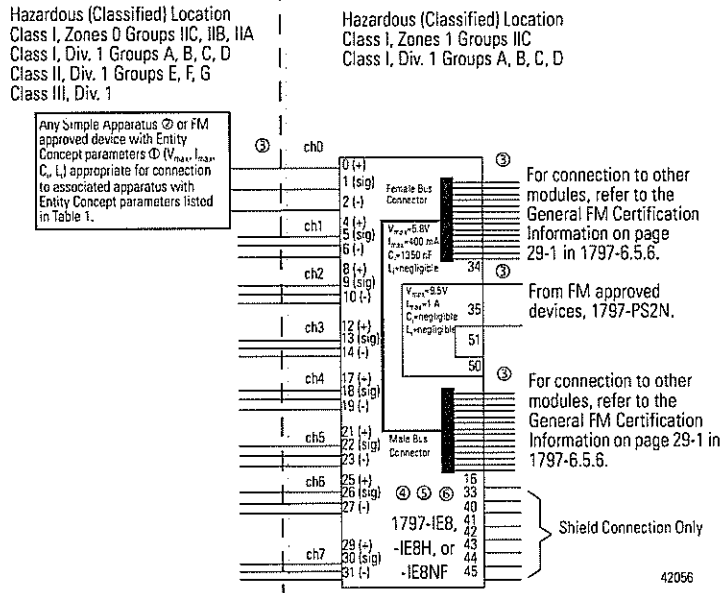 Hazardous (Classified) Location
Class I, Zones 0 Groups IIC, IIB, IIA
Class I, Div. 1 Groups A, B, C, D
Class II, Div. 1 Groups E, F, G
Class III, Div. 1
Hazardous (Classified) Location
Class I, Zones 1 Groups IIC
Class I, Div. 1 Groups A, B, C, D
Any Simple Apparatus ② or FM
approved device with Entity
Concept parameters ① (Vmax, Imax,
Ci, Li) appropriate for connection
to associated apparatus with
Entity Concept parameters listed
in Table 1.
③
ch0
0 (+)
1 (sig)
2 (-)
ch1
4 (+)
5 (sig)
6 (-)
ch2
8 (+)
9 (sig)
10 (-)
ch3
12 (+)
13 (sig)
14 (-)
ch4
17 (+)
18 (sig)
19 (-)
ch5
21 (+)
22 (sig)
23 (-)
ch6
25 (+)
26 (sig)
27 (-)
ch7
29 (+)
30 (sig)
31 (-)
Female Bus
Connector
Vmax=5.8V
Imax=400 mA
Ci=1350 nF
Li=negligible
34
Vmax=9.5V
Imax=1 A
Ci=negligible
Li=negligible
35
51
50
Male Bus
Connector
④ ⑤ ⑥
1797-IE8,
-IE8H, or
-IE8NF
16
33
40
41
42
43
44
45
③
For connection to other
modules, refer to the
General FM Certification
Information on page
29-1 in 1797-6.5.6.
③
From FM approved
devices, 1797-PS2N.
③
For connection to other
modules, refer to the
General FM Certification
Information on page 29-1 in
1797-6.5.6.
Shield Connection Only
42056